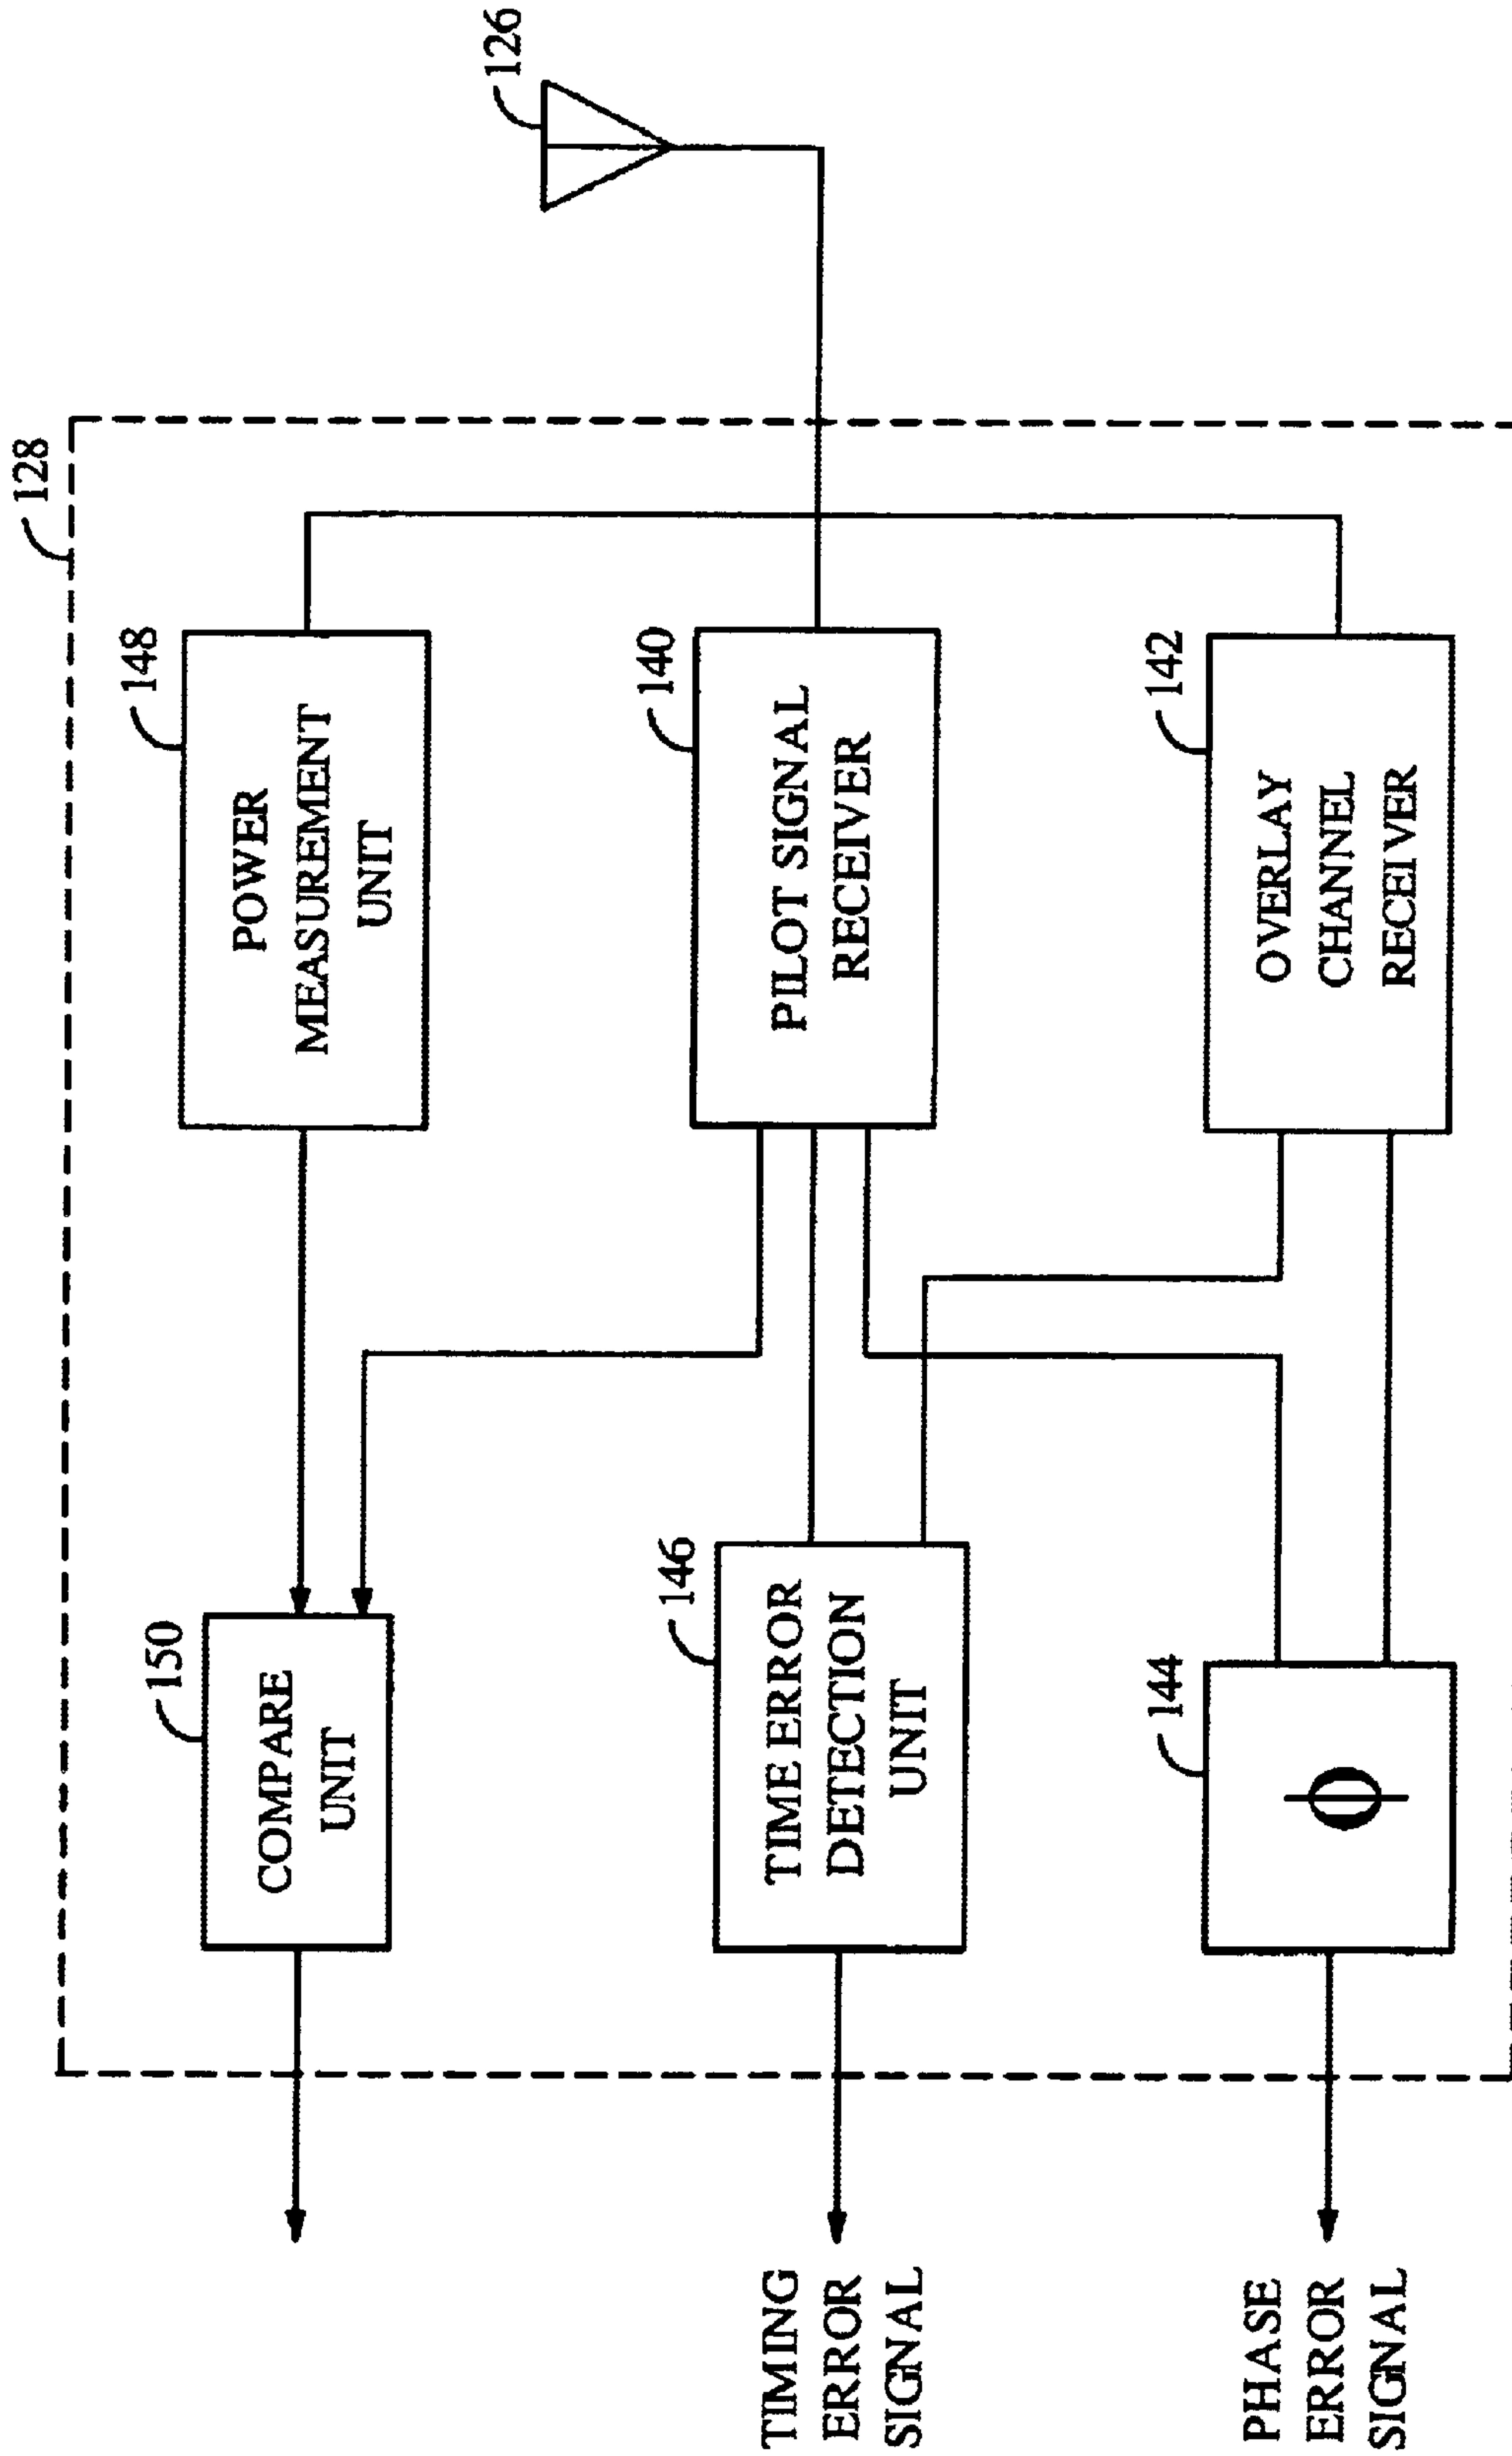 128
126
148
POWER
MEASUREMENT
UNIT
150
COMPARE
UNIT
140
PILOT SIGNAL
RECEIVER
146
TIME ERROR
DETECTION
UNIT
TIMING
ERROR
SIGNAL
142
OVERLAY
CHANNEL
RECEIVER
144
ϕ
PHASE
ERROR
SIGNAL